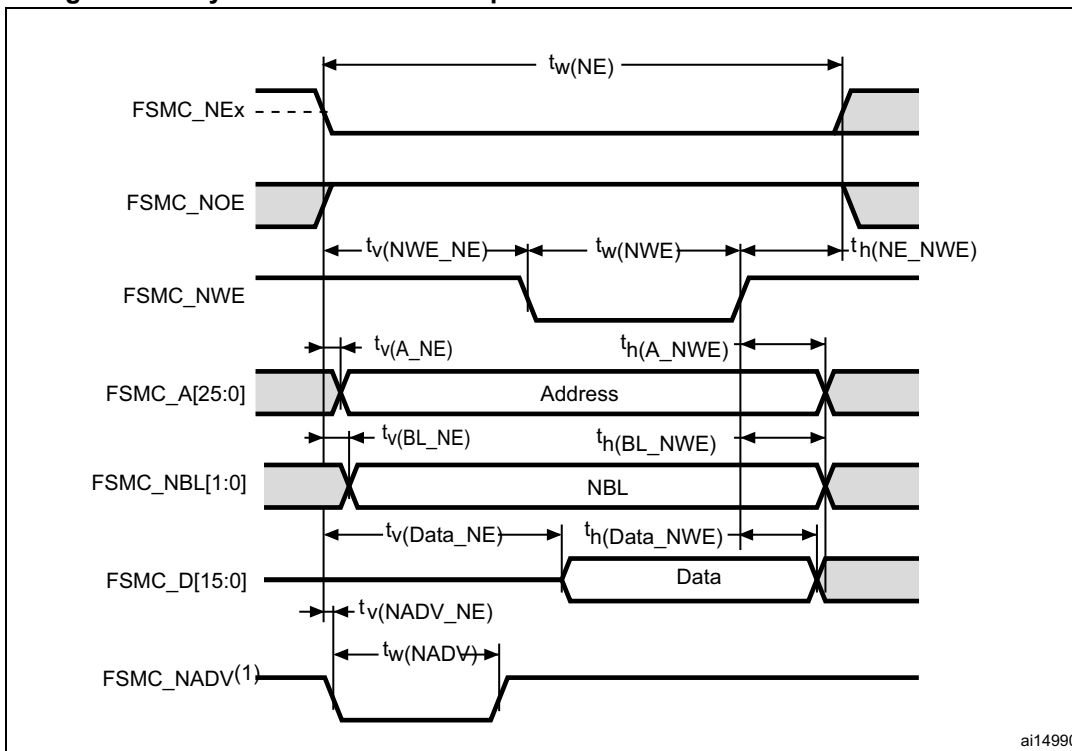 tw(NE)
FSMC_NEx
FSMC_NOE
tv(NWE_NE)
tw(NWE)
th(NE_NWE)
FSMC_NWE
tv(A_NE)
th(A_NWE)
FSMC_A[25:0]
Address
tv(BL_NE)
th(BL_NWE)
FSMC_NBL[1:0]
NBL
tv(Data_NE)
th(Data_NWE)
FSMC_D[15:0]
Data
tv(NADV_NE)
tw(NADV)
FSMC_NADV(1)
ai14990